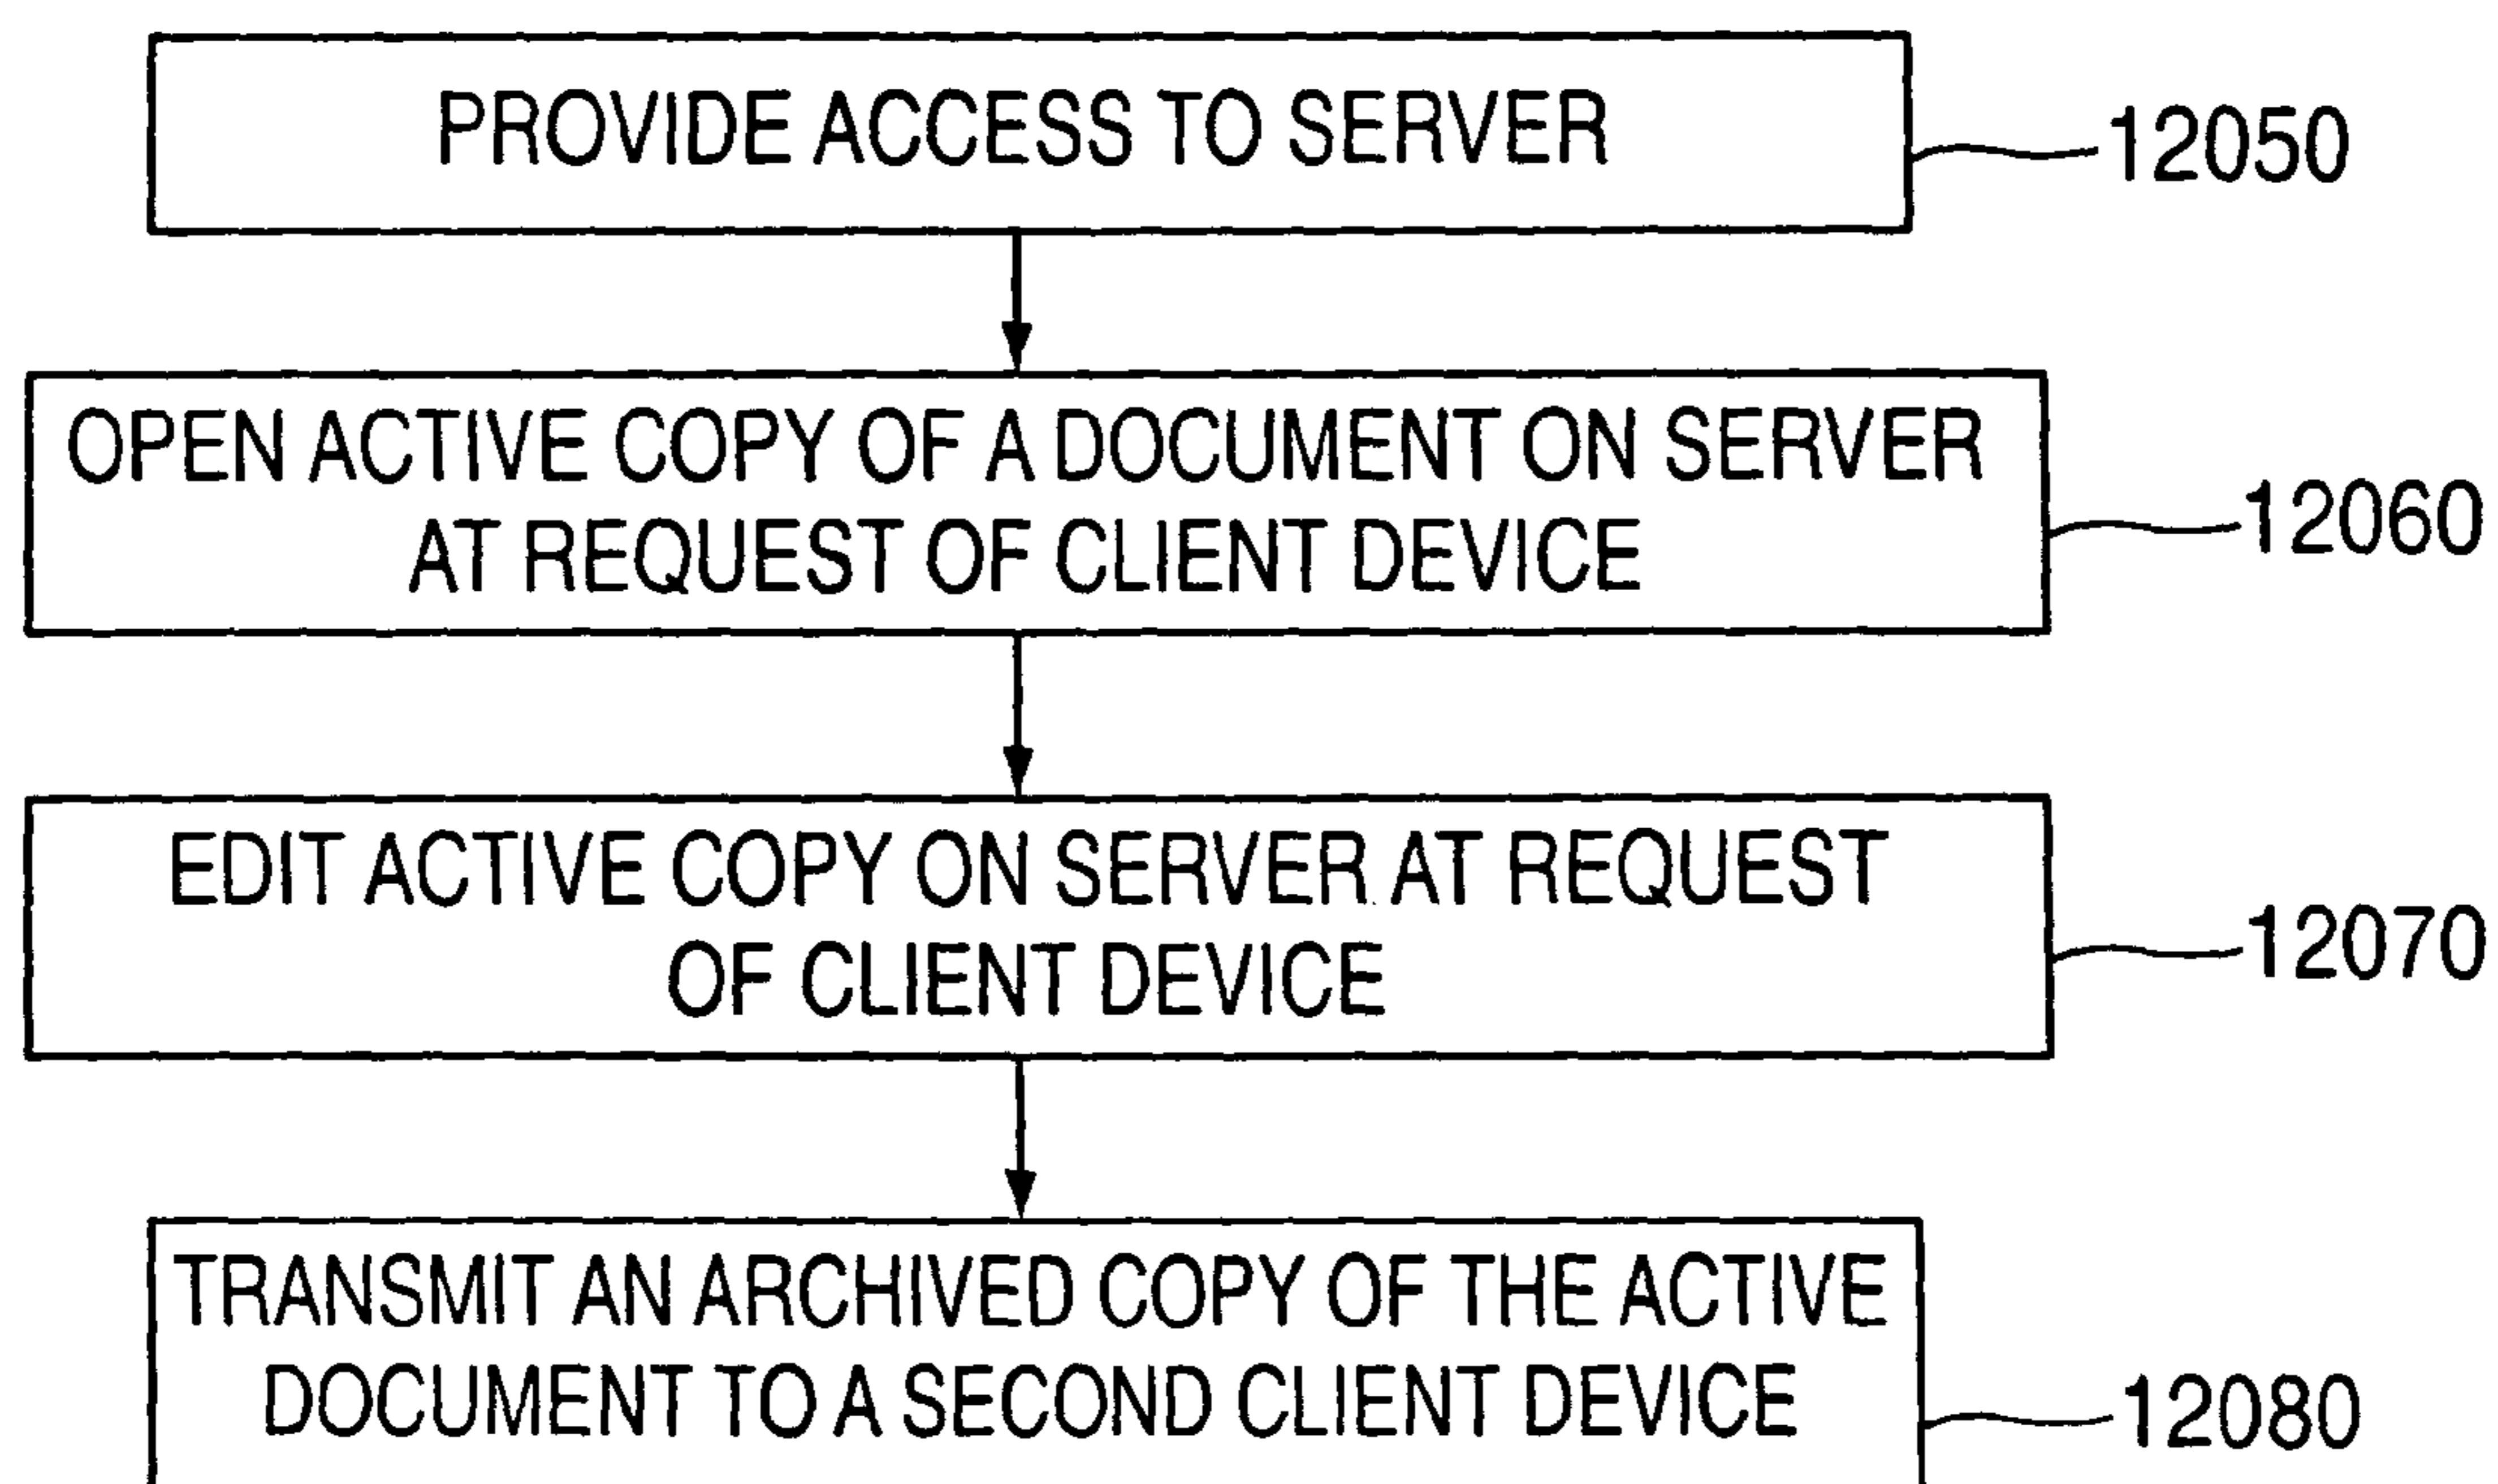 PROVIDE ACCESS TO SERVER
12050
OPEN ACTIVE COPY OF A DOCUMENT ON SERVER
AT REQUEST OF CLIENT DEVICE
12060
EDIT ACTIVE COPY ON SERVER AT REQUEST
OF CLIENT DEVICE
12070
TRANSMIT AN ARCHIVED COPY OF THE ACTIVE
DOCUMENT TO A SECOND CLIENT DEVICE
12080